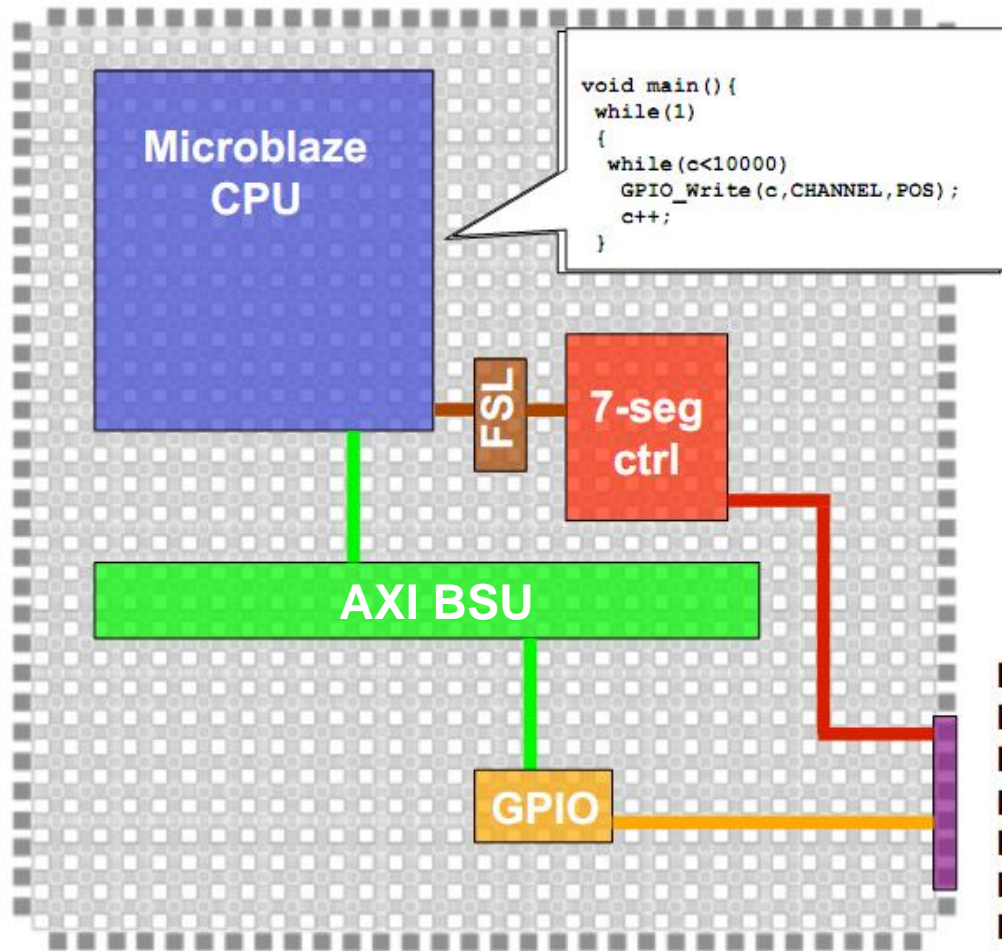 void main(){
while(1)
{
while(c<10000)
GPIO_Write(c,CHANNEL,POS);
c++;
}
Microblaze
CPU
FSL
7-seg
ctrl
AXI BSU
GPIO